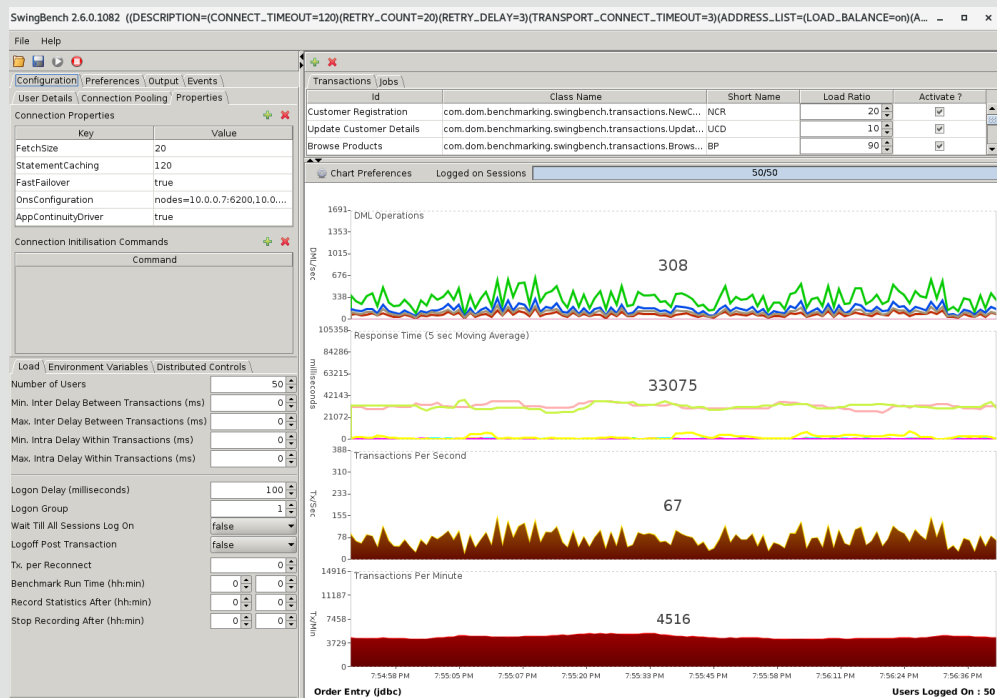 SwingBench 2.6.0.1082 ((DESCRIPTION=(CONNECT_TIMEOUT=120)(RETRY_COUNT=20)(RETRY_DELAY=3)(TRANSPORT_CONNECT_TIMEOUT=3)(ADDRESS_LIST=(LOAD_BALANCE=on)(A...
File Help
Configuration Preferences Output Events
User Details Connection Pooling Properties
Connection Properties
Key Value
FetchSize 20
StatementCaching 120
FastFailover true
OnsConfiguration nodes=10.0.0.7:6200,10.0....
AppContinuityDriver true
Connection Initilisation Commands
Command
Load Environment Variables Distributed Controls
Number of Users 50
Min. Inter Delay Between Transactions (ms) 0
Max. Inter Delay Between Transactions (ms) 0
Min. Intra Delay Within Transactions (ms) 0
Max. Intra Delay Within Transactions (ms) 0
Logon Delay (milliseconds) 100
Logon Group 1
Wait Till All Sessions Log On false
Logoff Post Transaction false
Tx. per Reconnect 0
Benchmark Run Time (hh:min) 0 0
Record Statistics After (hh:min) 0 0
Stop Recording After (hh:min) 0 0
Transactions Jobs
Id Class Name Short Name Load Ratio Activate ?
Customer Registration com.dom.benchmarking.swingbench.transactions.NewC... NCR 20
Update Customer Details com.dom.benchmarking.swingbench.transactions.Updat... UCD 10
Browse Products com.dom.benchmarking.swingbench.transactions.Brows... BP 90
Chart Preferences Logged on Sessions 50/50
DML Operations
1691
1353
1015
676
338
0
DML/sec
308
Response Time (5 sec Moving Average)
105358
84286
63215
42143
21072
0
milliseconds
33075
Transactions Per Second
388
310
233
155
78
0
Tx/Sec
67
Transactions Per Minute
14916
11187
7458
3729
0
Tx/Min
4516
7:54:58 PM 7:55:05 PM 7:55:07 PM 7:55:20 PM 7:55:33 PM 7:55:45 PM 7:55:58 PM 7:56:11 PM 7:56:24 PM 7:56:36 PM
Order Entry (jdbc) Users Logged On : 50